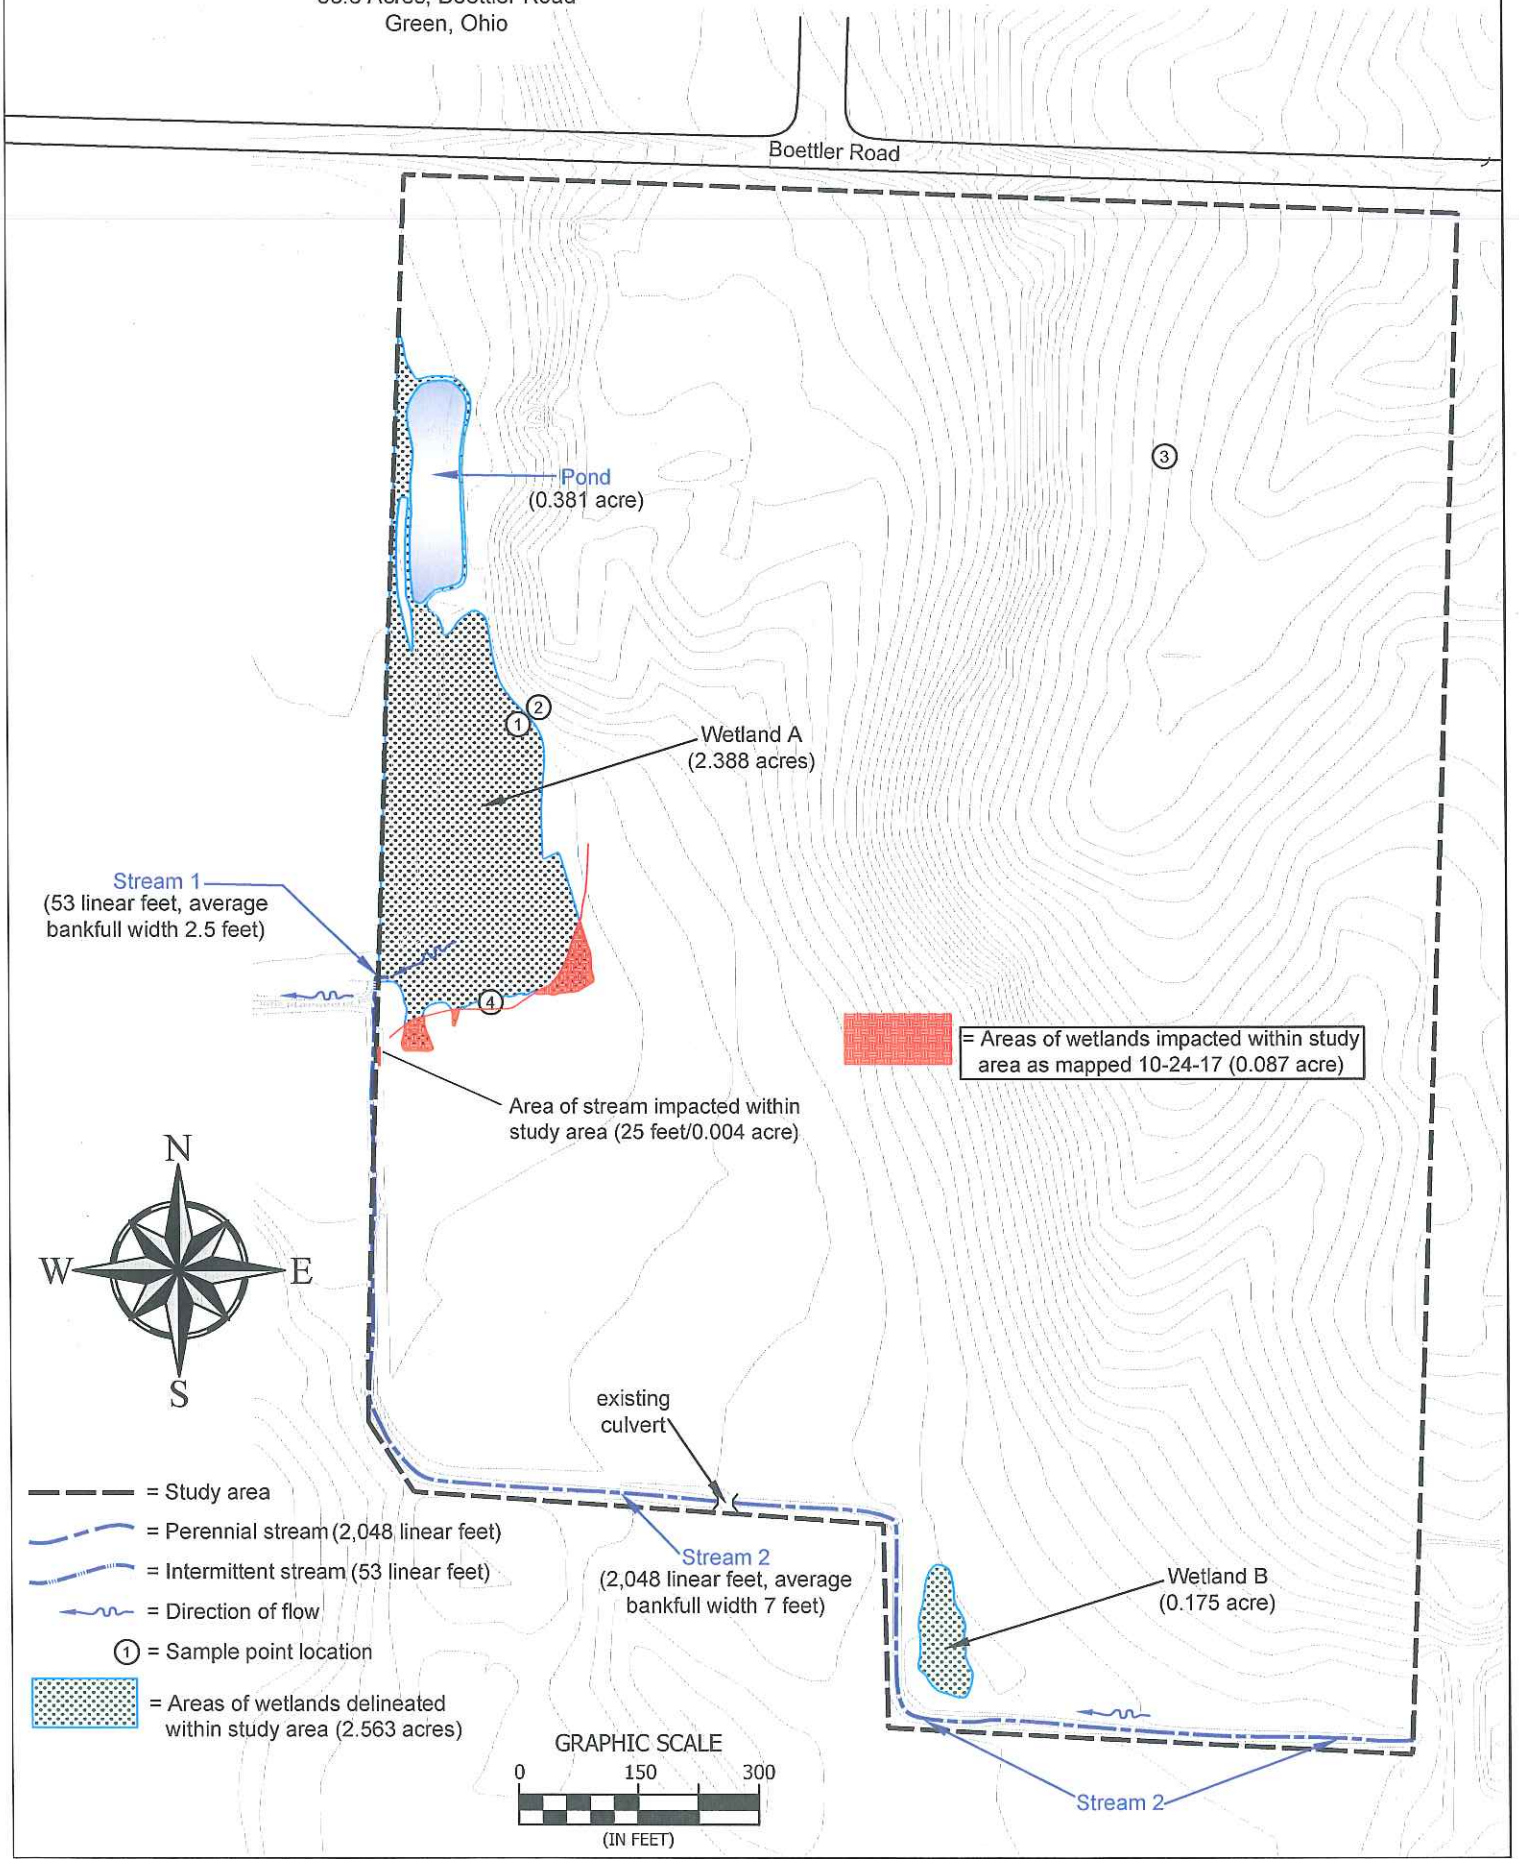 Green, Ohio
Boettler Road
3
Pond
(0.381 acre)
2
1
Wetland A
(2.388 acres)
Stream 1
(53 linear feet, average
bankfull width 2.5 feet)
4
= Areas of wetlands impacted within study
area as mapped 10-24-17 (0.087 acre)
Area of stream impacted within
study area (25 feet/0.004 acre)
N
W
E
S
existing
culvert
= Study area
= Perennial stream (2,048 linear feet)
= Intermittent stream (53 linear feet)
= Direction of flow
1 = Sample point location
= Areas of wetlands delineated
within study area (2.563 acres)
Stream 2
(2,048 linear feet, average
bankfull width 7 feet)
Wetland B
(0.175 acre)
Stream 2
GRAPHIC SCALE
0 150 300
(IN FEET)